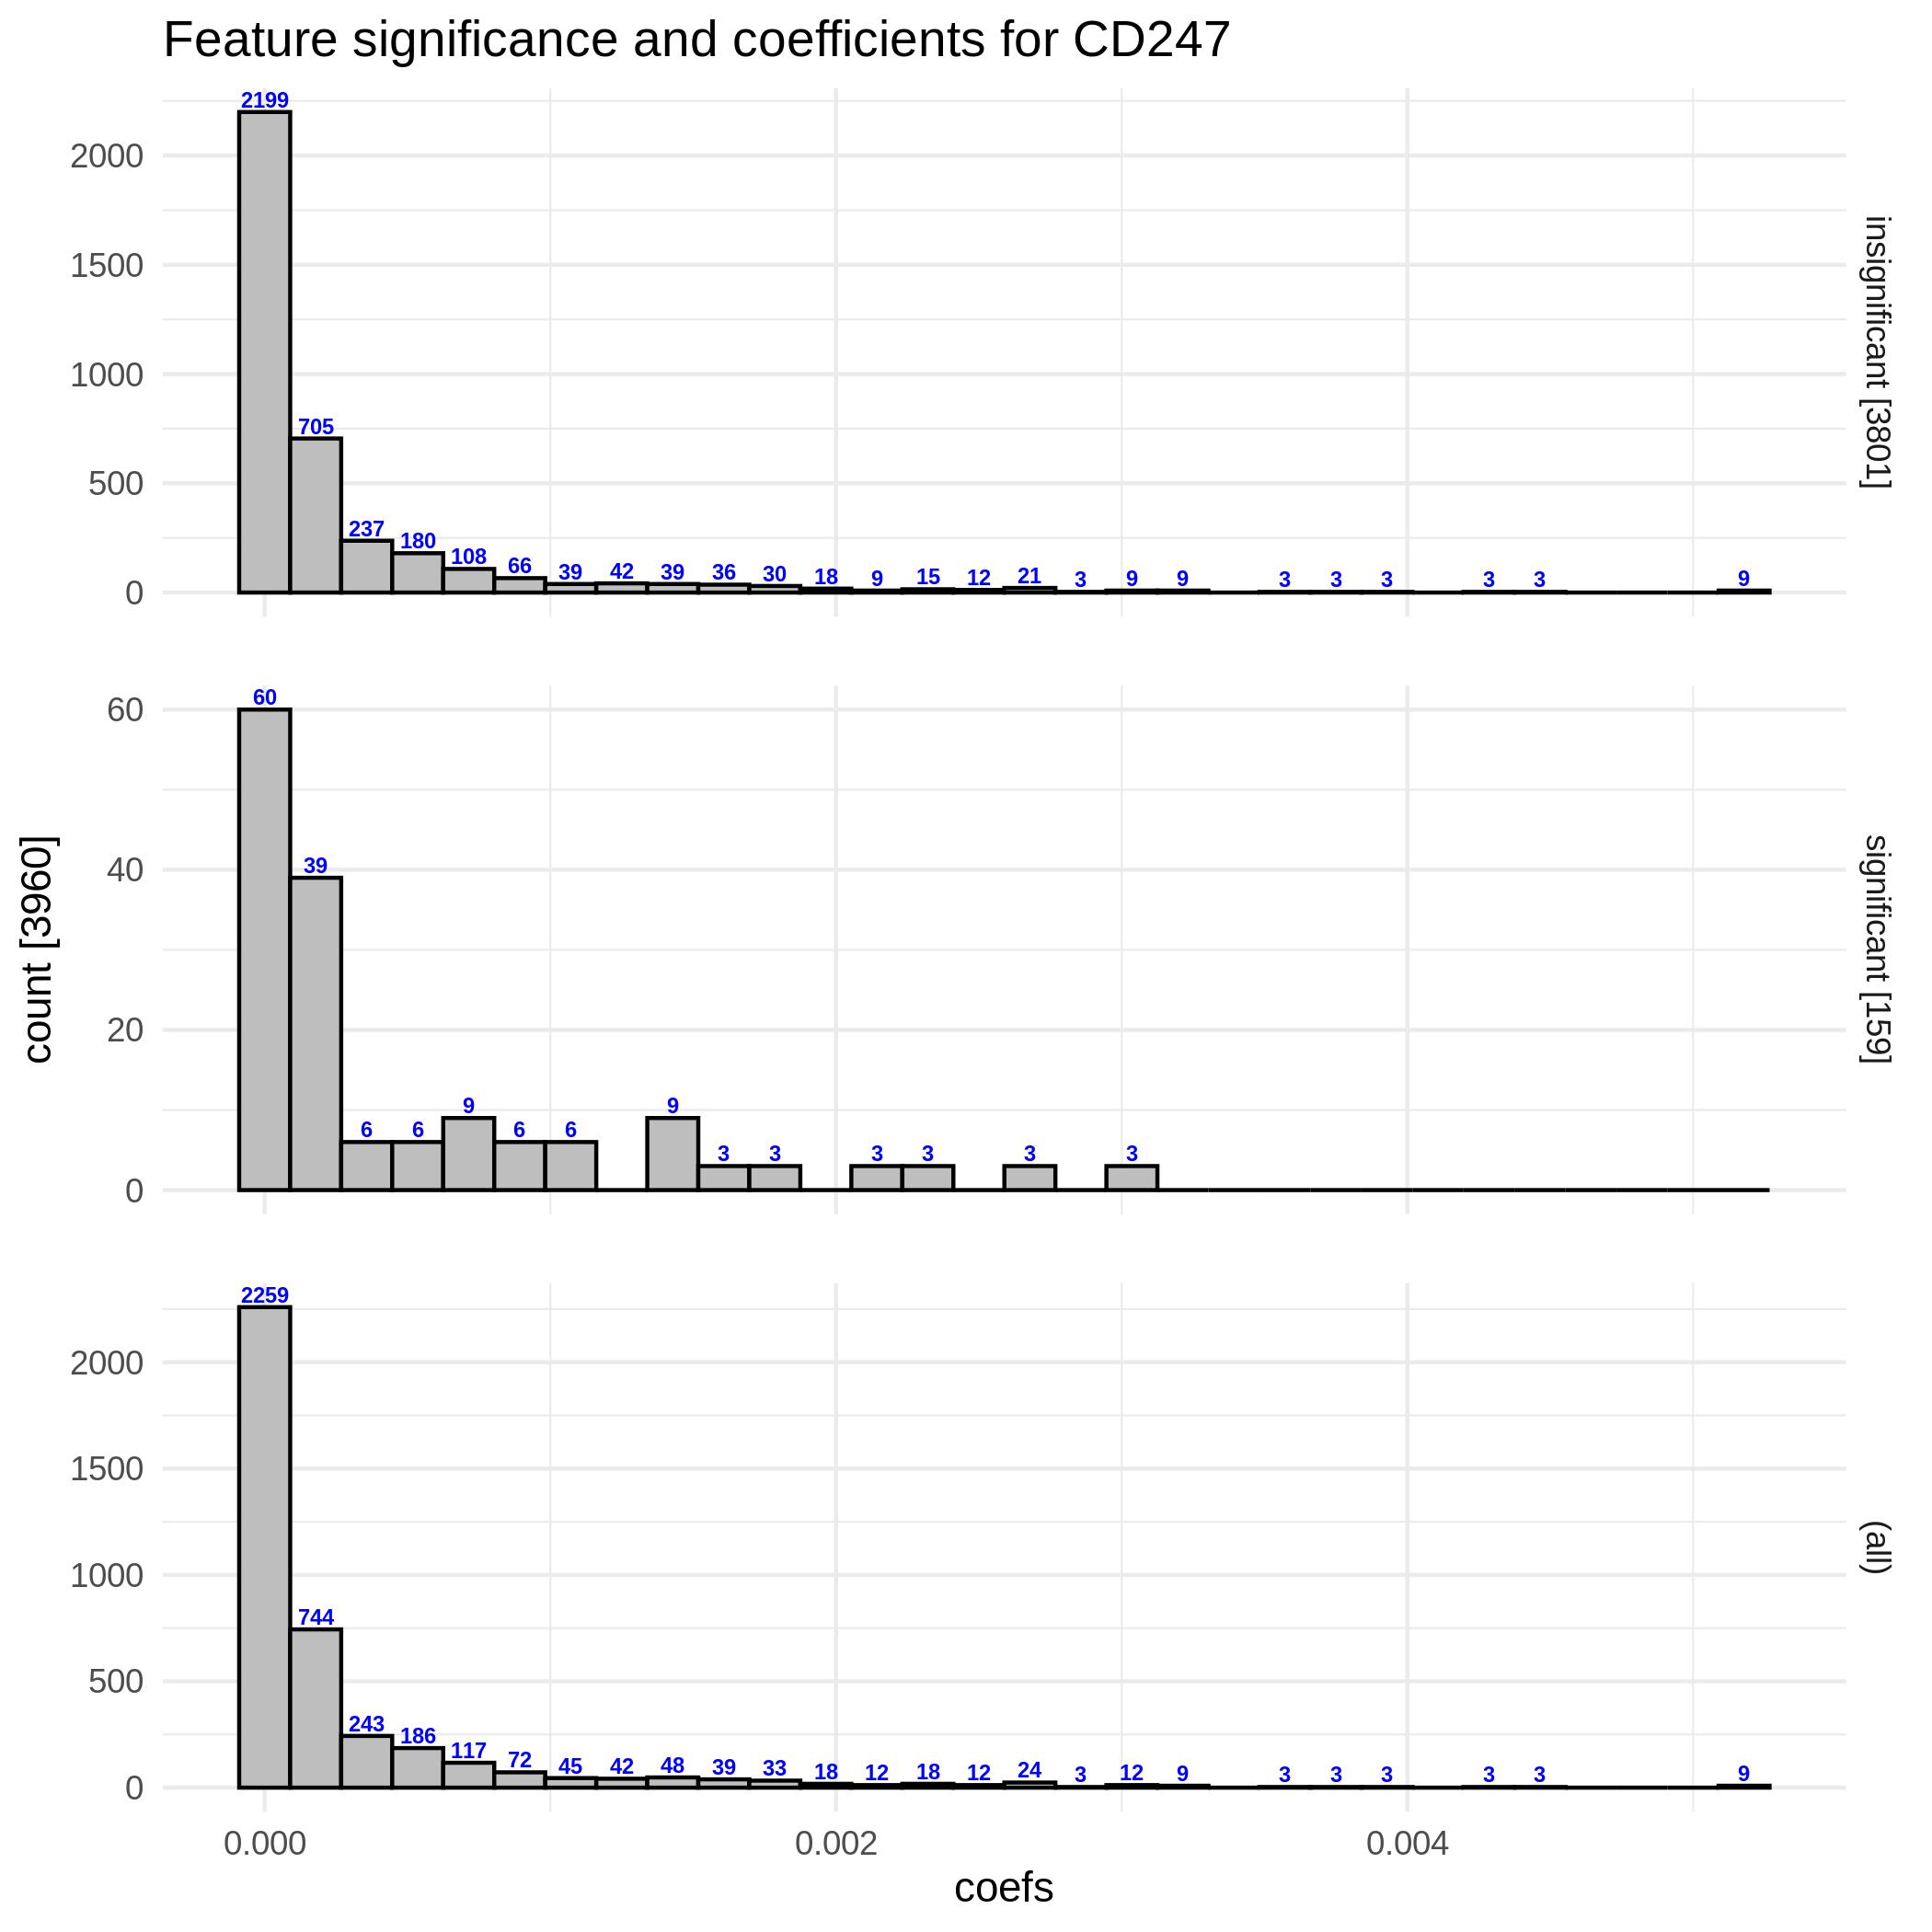 Feature significance and coefficients for CD247
2199
2000
1500
1000
705
500
237 180 108 66 39 42 39 36 30 18 9 15 12 21 3 9 9 3 3 3 3 3 9
0
insignificant [3801]
60
60
39
40
20
6 6 9 6 6 9 3 3 3 3 3 3
0
significant [159]
count [3960]
2259
2000
1500
1000
744
500
243 186 117 72 45 42 48 39 33 18 12 18 12 24 3 12 9 3 3 3 3 3 9
0
(all)
0.000 0.002 0.004
coefs